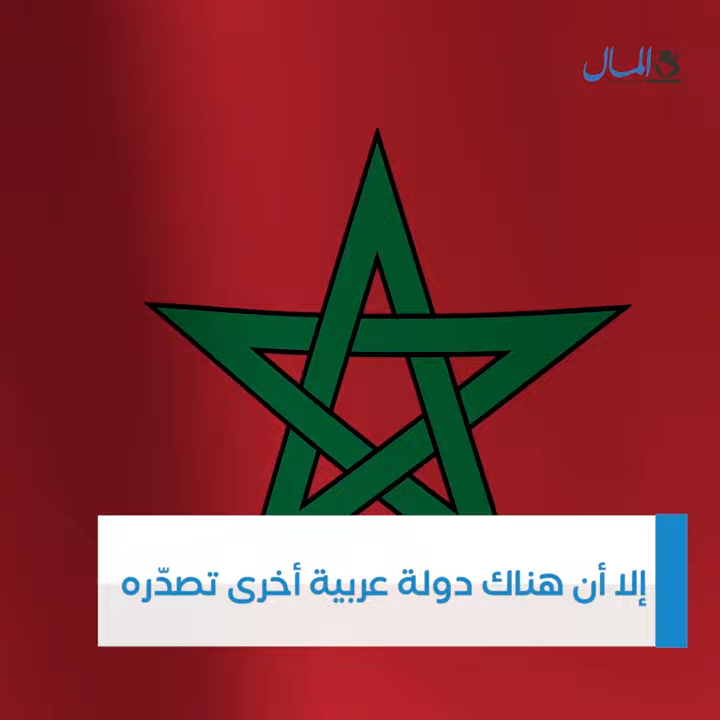 المال
إلا أن هناك دولة عربية أخرى تصدّره